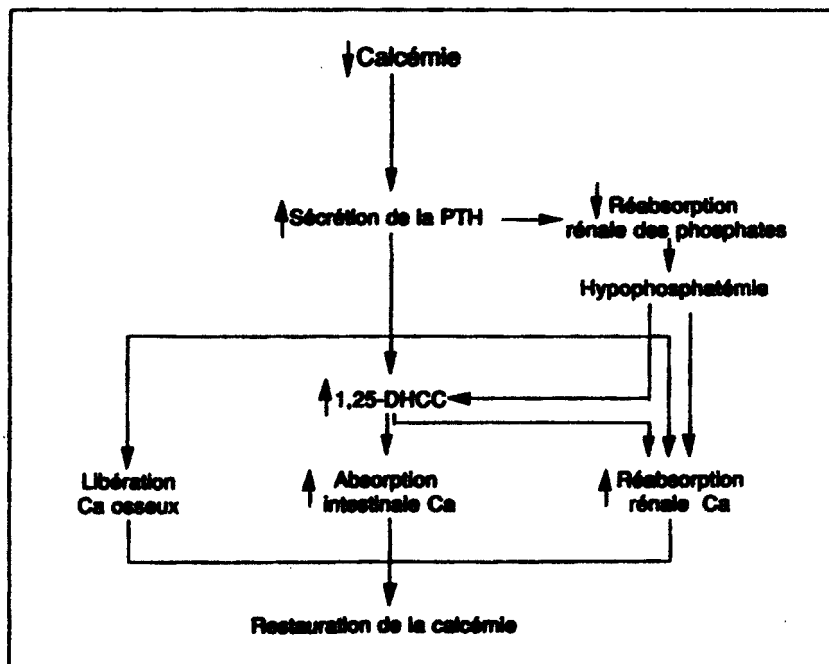 Calcémie
Sécrétion de la PTH
Réabsorption
rénale des phosphates
Hypophosphatémie
1,25-DHCC
Libération
Ca osseux
Absorption
intestinale Ca
Réabsorption
rénale Ca
Restauration de la calcémie